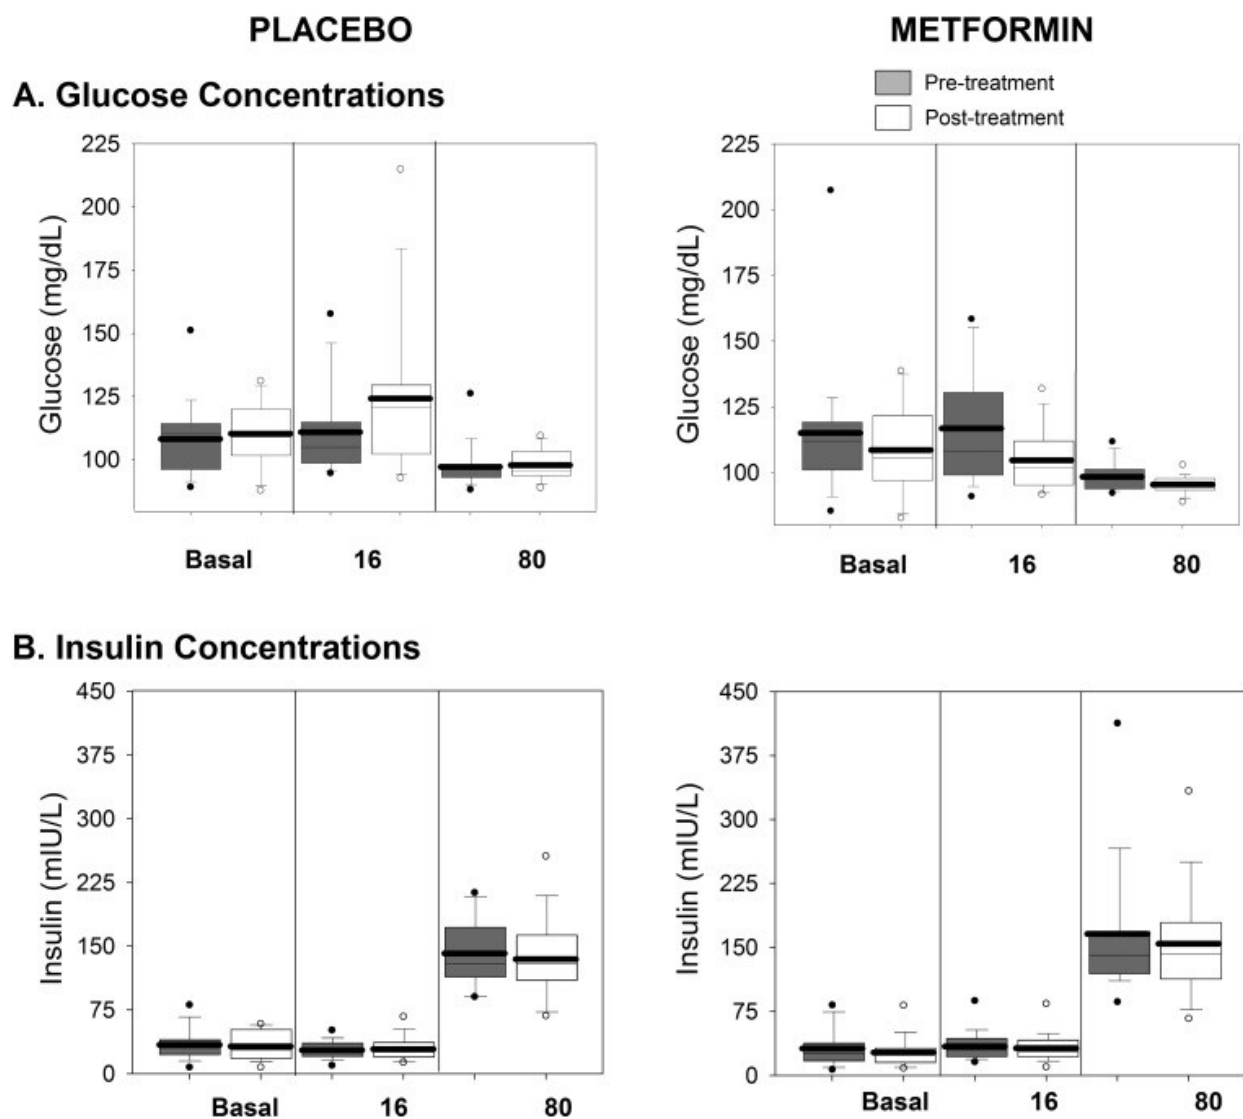 PLACEBO
METFORMIN
Pre-treatment
Post-treatment
A. Glucose Concentrations
Glucose (mg/dL)
225
200
175
150
125
100
Basal
16
80
Glucose (mg/dL)
225
200
175
150
125
100
Basal
16
80
B. Insulin Concentrations
Insulin (mIU/L)
450
375
300
225
150
75
0
Basal
16
80
Insulin (mIU/L)
450
375
300
225
150
75
0
Basal
16
80